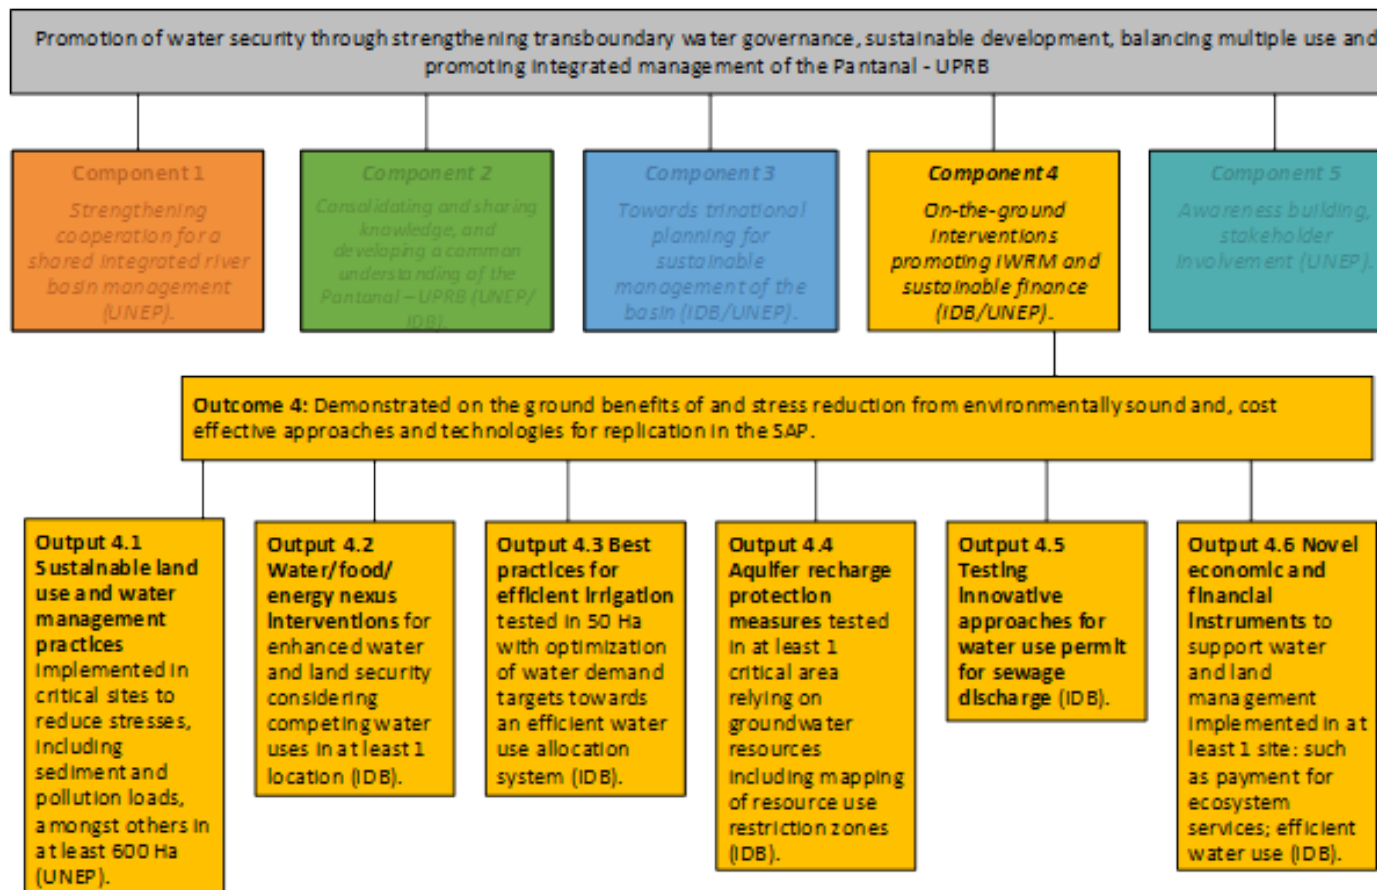 Promotion of water security through strengthening transboundary water governance, sustainable development, balancing multiple use and
promoting integrated management of the Pantanal - UPRB
Component 1
Strengthening
cooperation for a
shared integrated river
basin management
(UNEP).
Component 2
Consolidating and sharing
knowledge, and
developing a common
understanding of the
Pantanal – UPRB (UNEP/
IDB).
Component 3
Towards trinational
planning for
sustainable
management of the
basin (IDB/UNEP).
Component 4
On-the-ground
interventions
promoting IWRM and
sustainable finance
(IDB/UNEP).
Component 5
Awareness building,
stakeholder
involvement (UNEP).
Outcome 4: Demonstrated on the ground benefits of and stress reduction from environmentally sound and, cost
effective approaches and technologies for replication in the SAP.
Output 4.1
Sustainable land
use and water
management
practices
implemented in
critical sites to
reduce stresses,
including
sediment and
pollution loads,
amongst others in
at least 600 Ha
(UNEP).
Output 4.2
Water/food/
energy nexus
interventions for
enhanced water
and land security
considering
competing water
uses in at least 1
location (IDB).
Output 4.3 Best
practices for
efficient irrigation
tested in 50 Ha
with optimization
of water demand
targets towards
an efficient water
use allocation
system (IDB).
Output 4.4
Aquifer recharge
protection
measures tested
in at least 1
critical area
relying on
groundwater
resources
including mapping
of resource use
restriction zones
(IDB).
Output 4.5
Testing
innovative
approaches for
water use permit
for sewage
discharge (IDB).
Output 4.6 Novel
economic and
financial
instruments to
support water
and land
management
implemented in at
least 1 site: such
as payment for
ecosystem
services; efficient
water use (IDB).